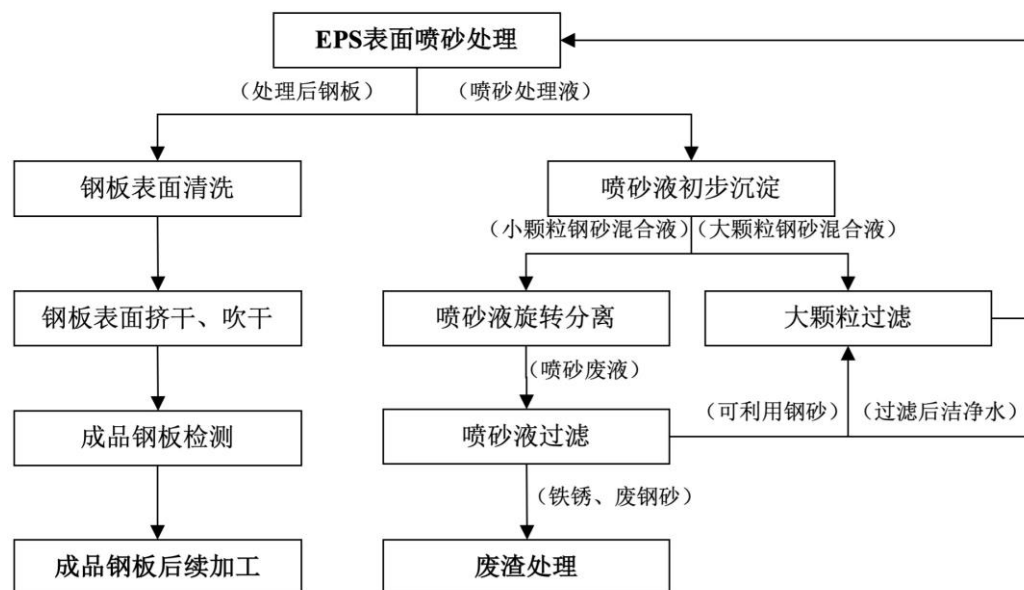 EPS表面喷砂处理
（处理后钢板）
（喷砂处理液）
钢板表面清洗
喷砂液初步沉淀
（小颗粒钢砂混合液）
（大颗粒钢砂混合液）
钢板表面挤干、吹干
喷砂液旋转分离
大颗粒过滤
（喷砂废液）
（可利用钢砂）
（过滤后洁净水）
成品钢板检测
喷砂液过滤
（铁锈、废钢砂）
成品钢板后续加工
废渣处理